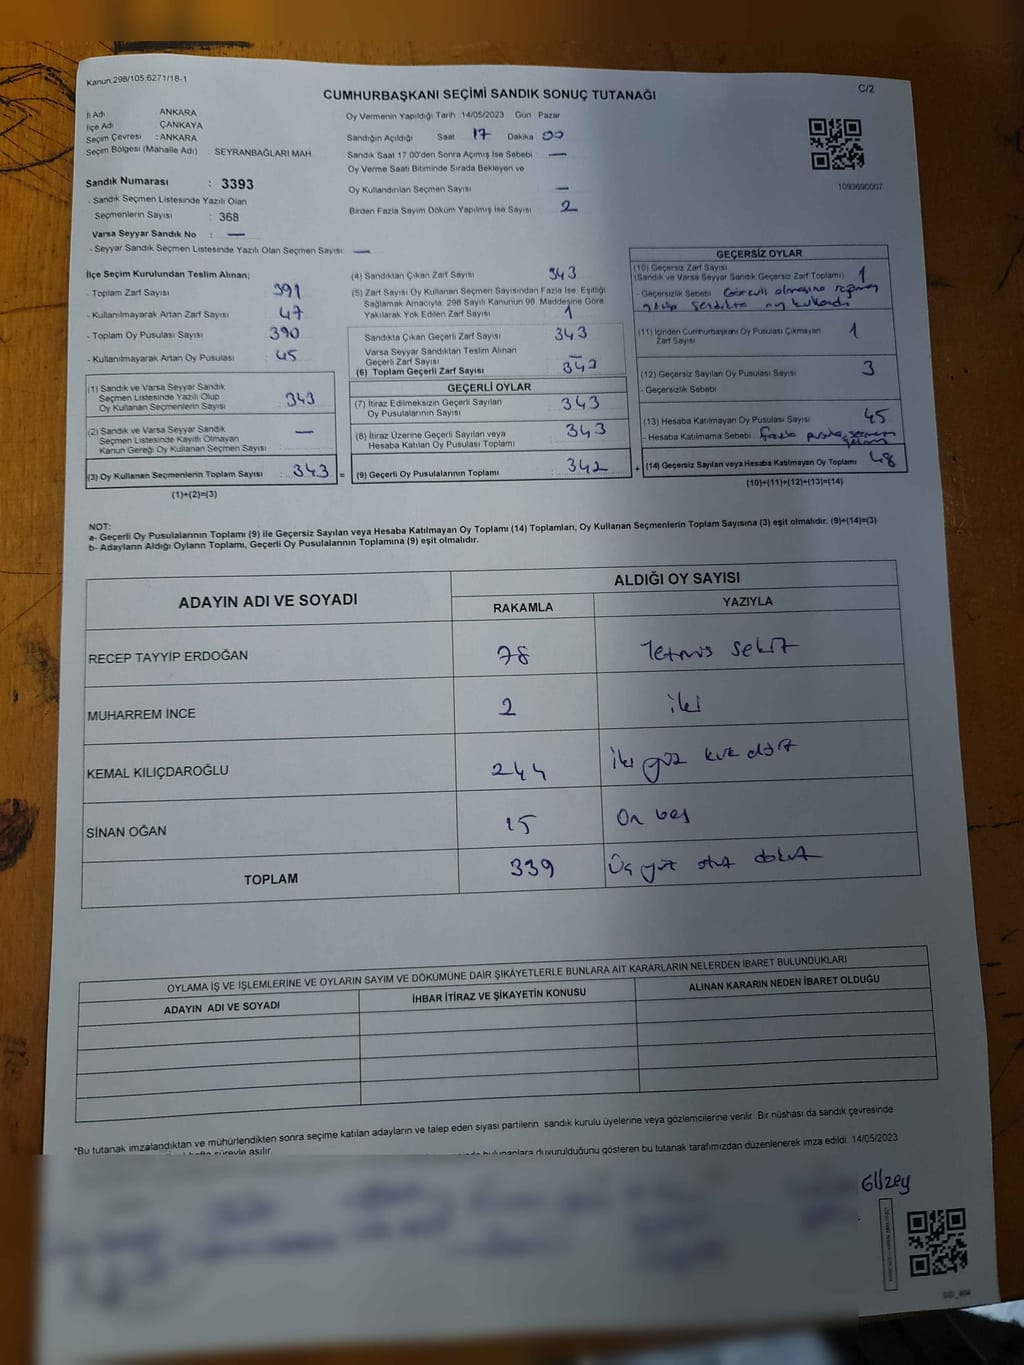 Kanun.298/105.6271/18-1
CUMHURBAŞKANI SEÇİMİ SANDIK SONUÇ TUTANAĞI
C/2
İl Adı ANKARA
İlçe Adı ÇANKAYA
Seçim Çevresi : ANKARA
Seçim Bölgesi (Mahalle Adı) : SEYRANBAĞLARI MAH.
Sandık Numarası : 3393
- Sandık Seçmen Listesinde Yazılı Olan
Seçmenlerin Sayısı : 368
Varsa Seyyar Sandık No : —
- Seyyar Sandık Seçmen Listesinde Yazılı Olan Seçmen Sayısı: —
Oy Vermenin Yapıldığı Tarih :14/05/2023 Gün : Pazar
Sandığın Açıldığı Saat 17 Dakika 00
Sandık Saat 17.00'den Sonra Açımış İse Sebebi —
Oy Verme Saati Bitiminde Sırada Bekleyen ve
Oy Kullandırılan Seçmen Sayısı —
Birden Fazla Sayım Döküm Yapılmış İse Sayısı 2
1093690007
İlçe Seçim Kurulundan Teslim Alınan;
- Toplam Zarf Sayısı 391
- Kullanılmayarak Artan Zarf Sayısı 47
- Toplam Oy Pusulası Sayısı 390
- Kullanılmayarak Artan Oy Pusulası 45
(1) Sandık ve Varsa Seyyar Sandık
Seçmen Listesinde Yazılı Olup
Oy Kullanan Seçmenlerin Sayısı 343
(2) Sandık ve Varsa Seyyar Sandık
Seçmen Listesinde Kayıtlı Olmayan
Kanun Gereği Oy Kullanan Seçmen Sayısı —
(3) Oy Kullanan Seçmenlerin Toplam Sayısı 343 =
(1)+(2)=(3)
(4) Sandıktan Çıkan Zarf Sayısı 343
(5) Zarf Sayısı Oy Kullanan Seçmen Sayısından Fazla İse, Eşitliği
Sağlamak Amacıyla, 298 Sayılı Kanunun 98. Maddesine Göre
Yakılarak Yok Edilen Zarf Sayısı 1
Sandıkta Çıkan Geçerli Zarf Sayısı 343
Varsa Seyyar Sandıktan Teslim Alınan
Geçerli Zarf Sayısı —
(6) Toplam Geçerli Zarf Sayısı 343
GEÇERLİ OYLAR
(7) İtiraz Edilmeksizin Geçerli Sayılan
Oy Pusulalarının Sayısı 343
(8) İtiraz Üzerine Geçerli Sayılan veya
Hesaba Katılan Oy Pusulası Toplamı 343
(9) Geçerli Oy Pusulalarının Toplamı 342 +
GEÇERSİZ OYLAR
(10) Geçersiz Zarf Sayısı
(Sandık ve Varsa Seyyar Sandık Geçersiz Zarf Toplamı) 1
- Geçersizlik Sebebi Görevli olmasına rağmen
oy kullandı
(11) İçinden Cumhurbaşkanı Oy Pusulası Çıkmayan
Zarf Sayısı 1
(12) Geçersiz Sayılan Oy Pusulası Sayısı 3
- Geçersizlik Sebebi
(13) Hesaba Katılmayan Oy Pusulası Sayısı 45
- Hesaba Katılmama Sebebi fazla pusula, seçmen
(14) Geçersiz Sayılan veya Hesaba Katılmayan Oy Toplamı 48
(10)+(11)+(12)+(13)=(14)
NOT:
a- Geçerli Oy Pusulalarının Toplamı (9) ile Geçersiz Sayılan veya Hesaba Katılmayan Oy Toplamı (14) Toplamları, Oy Kullanan Seçmenlerin Toplam Sayısına (3) eşit olmalıdır. (9)+(14)=(3)
b- Adayların Aldığı Oyların Toplamı, Geçerli Oy Pusulalarının Toplamına (9) eşit olmalıdır.
ADAYIN ADI VE SOYADI
ALDIĞI OY SAYISI
RAKAMLA YAZIYLA
RECEP TAYYİP ERDOĞAN 78 Yetmiş sekiz
MUHARREM İNCE 2 iki
KEMAL KILIÇDAROĞLU 244 İki yüz kırk dört
SİNAN OĞAN 15 On beş
TOPLAM 339 Üç yüz otuz dokuz
OYLAMA İŞ VE İŞLEMLERİNE VE OYLARIN SAYIM VE DÖKÜMÜNE DAİR ŞİKAYETLERLE BUNLARA AİT KARARLARIN NELERDEN İBARET BULUNDUKLARI
ADAYIN ADI VE SOYADI İHBAR İTİRAZ VE ŞİKAYETİN KONUSU ALINAN KARARIN NEDEN İBARET OLDUĞU
*Bu tutanak imzalandıktan ve mühürlendikten sonra seçime katılan adayların ve talep eden siyasi partilerin sandık kurulu üyelerine veya gözlemcilerine verilir. Bir nüshası da sandık çevresinde
hafta süreyle asılır.
bulunanlara duyurulduğunu gösteren bu tutanak tarafımızdan düzenlenerek imza edildi. 14/05/2023